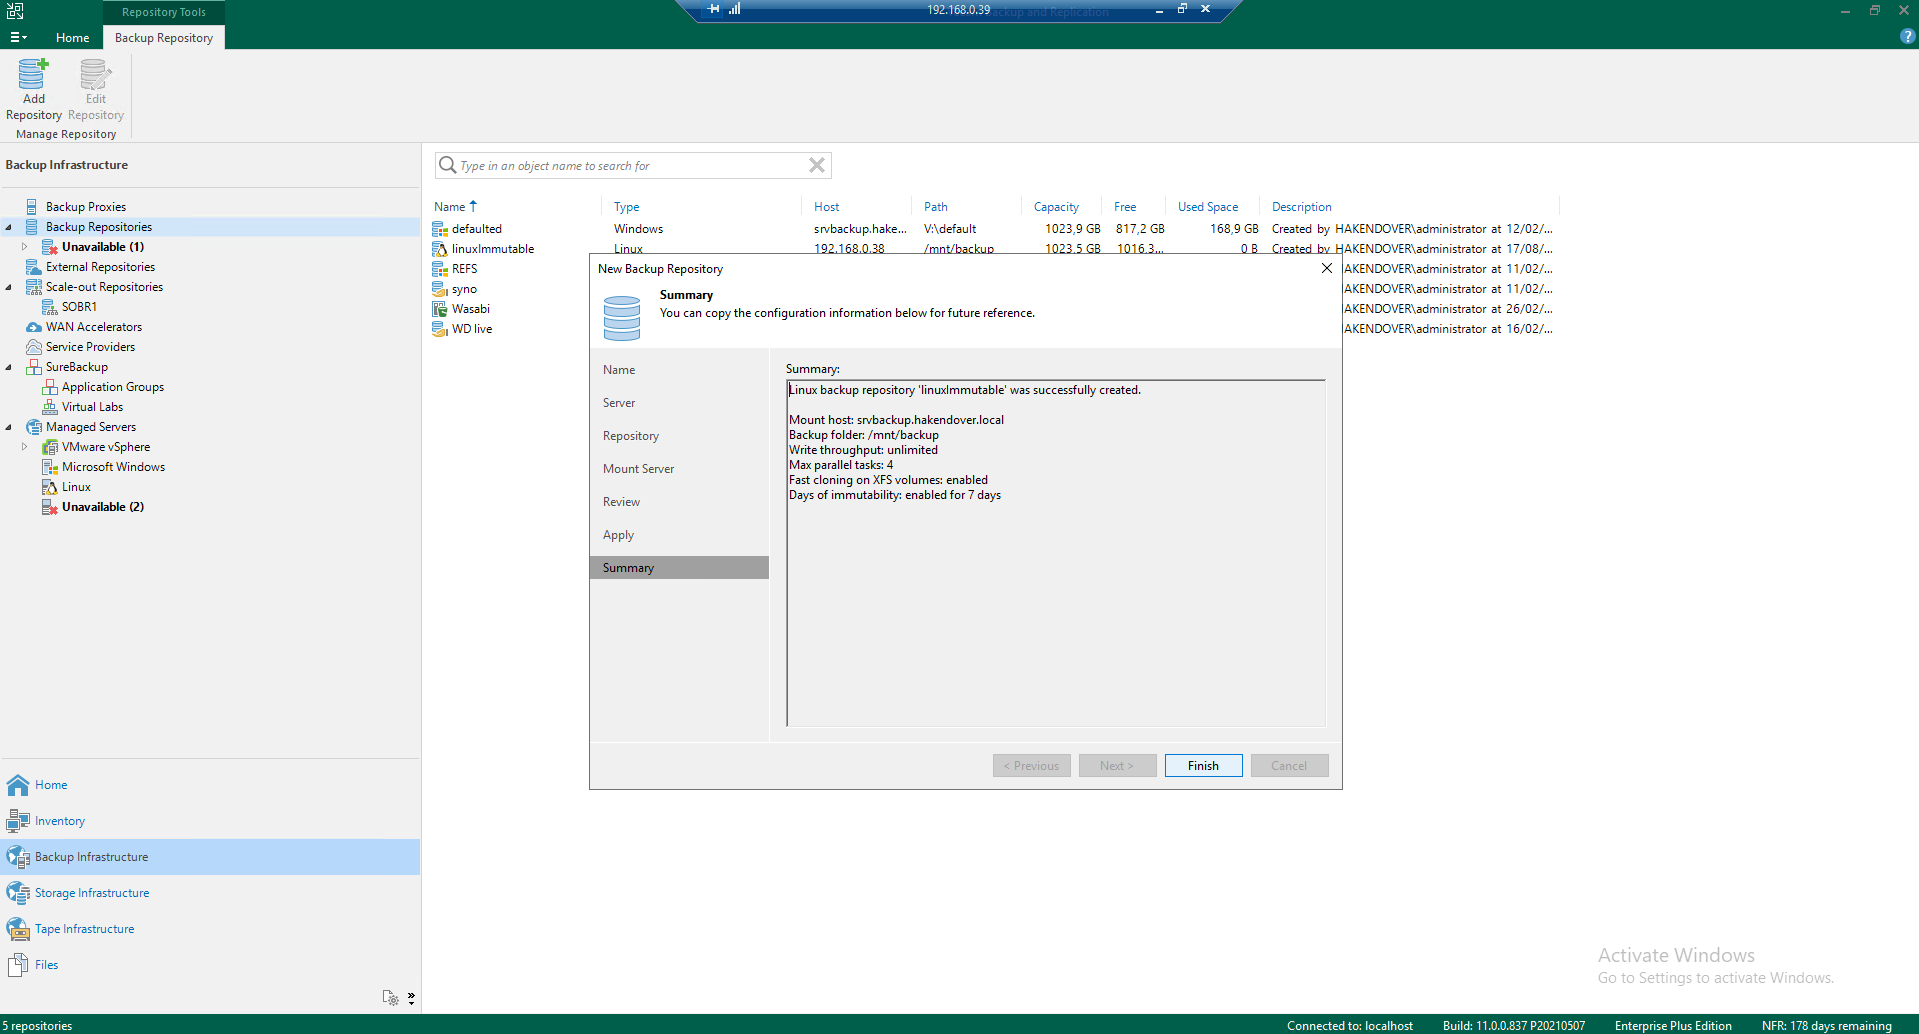 Repository Tools
192.168.0.39
Backup and Replication
Home
Backup Repository
Add
Repository
Edit
Repository
Manage Repository
Backup Infrastructure
Backup Proxies
Backup Repositories
Unavailable (1)
External Repositories
Scale-out Repositories
SOBR1
WAN Accelerators
Service Providers
SureBackup
Application Groups
Virtual Labs
Managed Servers
VMware vSphere
Microsoft Windows
Linux
Unavailable (2)
Home
Inventory
Backup Infrastructure
Storage Infrastructure
Tape Infrastructure
Files
Type in an object name to search for
Name Type Host Path Capacity Free Used Space Description
defaulted Windows srvbackup.hake... V:\default 1023,9 GB 817,2 GB 168,9 GB Created by HAKENDOVER\administrator at 12/02/...
linuxImmutable Linux 192.168.0.38 /mnt/backup 1023,5 GB 1016,3... 0 B Created by HAKENDOVER\administrator at 17/08/...
REFS AKENDOVER\administrator at 11/02/...
syno AKENDOVER\administrator at 11/02/...
Wasabi AKENDOVER\administrator at 26/02/...
WD live AKENDOVER\administrator at 16/02/...
New Backup Repository
Summary
You can copy the configuration information below for future reference.
Name
Server
Repository
Mount Server
Review
Apply
Summary
Summary:
Linux backup repository 'linuxImmutable' was successfully created.
Mount host: srvbackup.hakendover.local
Backup folder: /mnt/backup
Write throughput: unlimited
Max parallel tasks: 4
Fast cloning on XFS volumes: enabled
Days of immutability: enabled for 7 days
< Previous
Next >
Finish
Cancel
Activate Windows
Go to Settings to activate Windows.
5 repositories
Connected to: localhost
Build: 11.0.0.837 P20210507
Enterprise Plus Edition
NFR: 178 days remaining